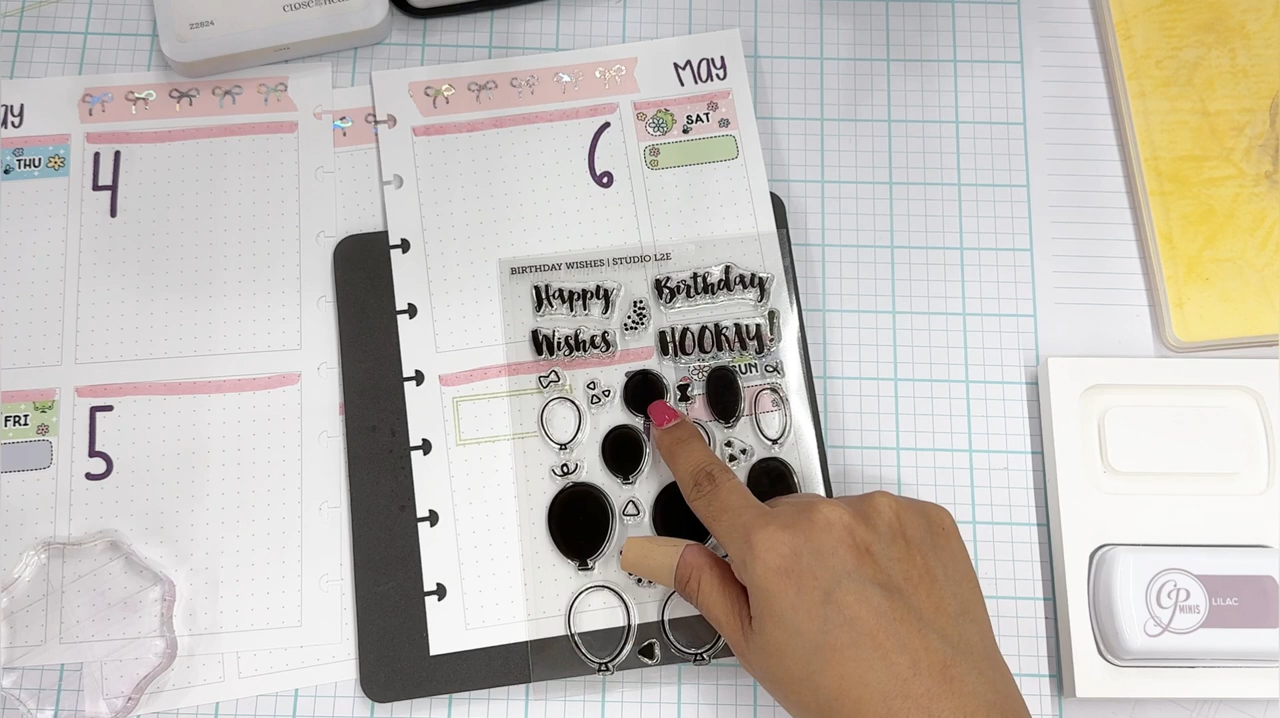 Z2824
May
SAT
THU
4
6
BIRTHDAY WISHES | STUDIO L2E
Happy
Birthday
Wishes
HOORAY!
SUN
FRI
5
CP
MINIS
LILAC